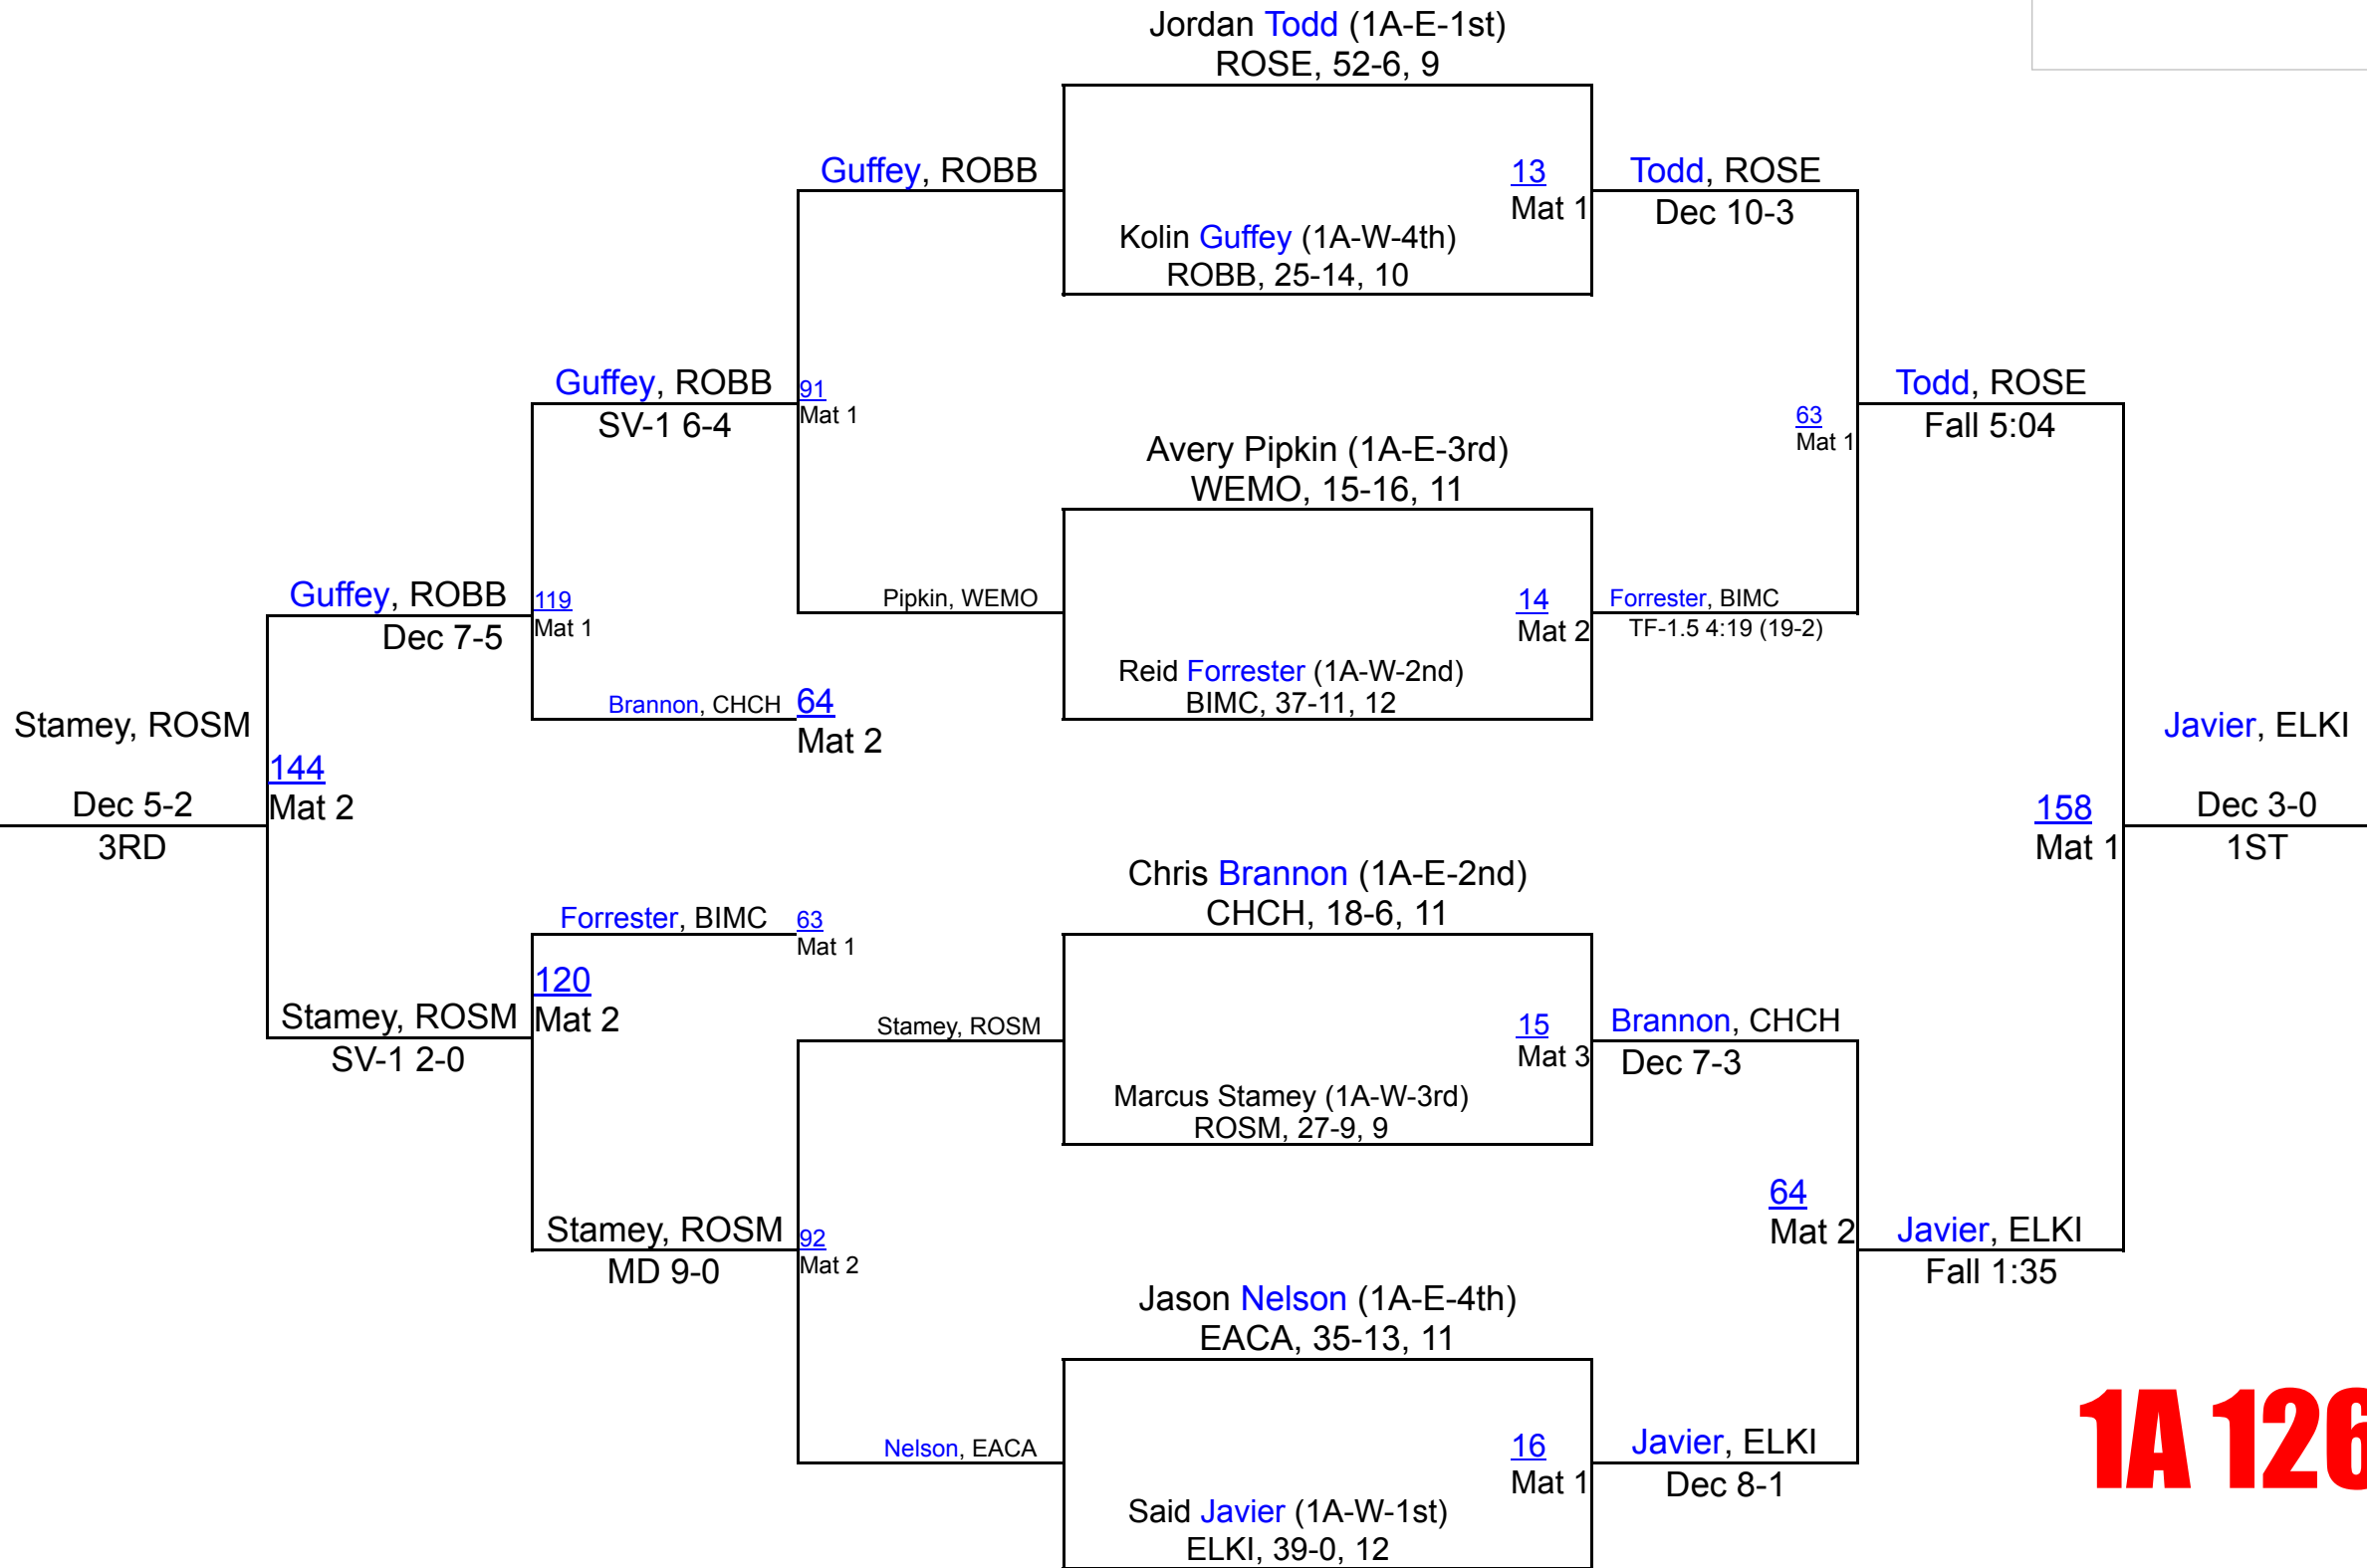 Jordan Todd (1A-E-1st)
ROSE, 52-6, 9
Guffey, ROBB
13
Mat 1
Todd, ROSE
Dec 10-3
Kolin Guffey (1A-W-4th)
ROBB, 25-14, 10
Guffey, ROBB
SV-1 6-4
91
Mat 1
63
Mat 1
Todd, ROSE
Fall 5:04
Avery Pipkin (1A-E-3rd)
WEMO, 15-16, 11
Guffey, ROBB
Dec 7-5
119
Mat 1
Pipkin, WEMO
14
Mat 2
Forrester, BIMC
TF-1.5 4:19 (19-2)
Reid Forrester (1A-W-2nd)
BIMC, 37-11, 12
Brannon, CHCH
64
Mat 2
Stamey, ROSM
Dec 5-2
3RD
144
Mat 2
Javier, ELKI
Dec 3-0
1ST
158
Mat 1
Chris Brannon (1A-E-2nd)
CHCH, 18-6, 11
Forrester, BIMC
63
Mat 1
120
Mat 2
Stamey, ROSM
SV-1 2-0
Stamey, ROSM
15
Mat 3
Brannon, CHCH
Dec 7-3
Marcus Stamey (1A-W-3rd)
ROSM, 27-9, 9
64
Mat 2
Stamey, ROSM
MD 9-0
92
Mat 2
Javier, ELKI
Fall 1:35
Jason Nelson (1A-E-4th)
EACA, 35-13, 11
Nelson, EACA
16
Mat 1
Javier, ELKI
Dec 8-1
Said Javier (1A-W-1st)
ELKI, 39-0, 12
1A 126